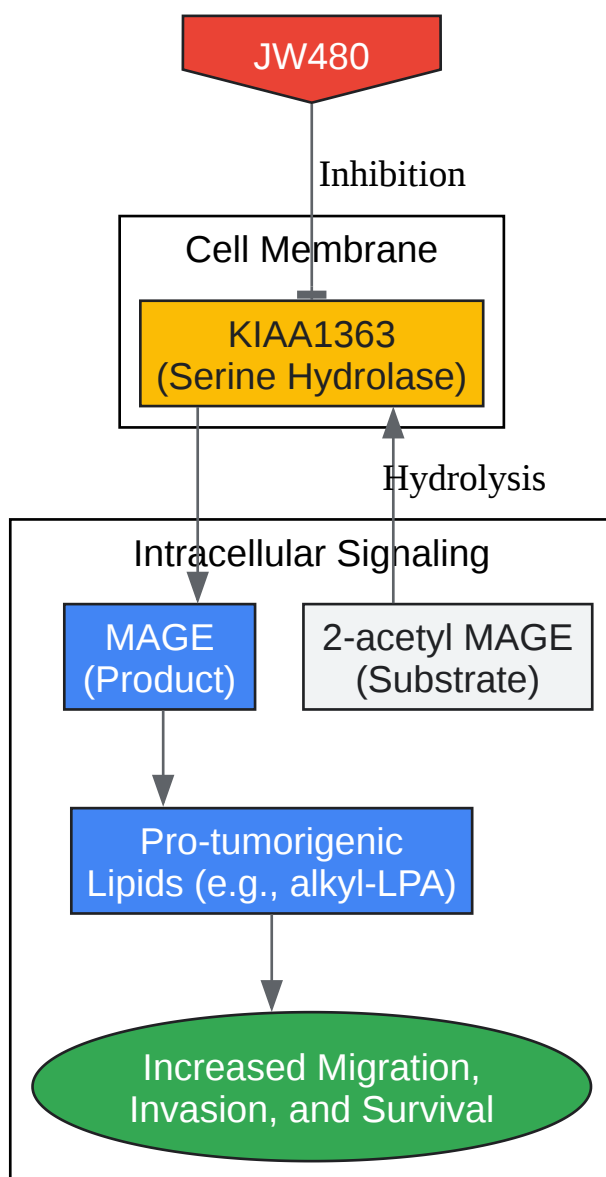 JW480
Inhibition
Cell Membrane
KIAA1363
(Serine Hydrolase)
Hydrolysis
Intracellular Signaling
MAGE
(Product)
2-acetyl MAGE
(Substrate)
Pro-tumorigenic
Lipids (e.g., alkyl-LPA)
Increased Migration,
Invasion, and Survival